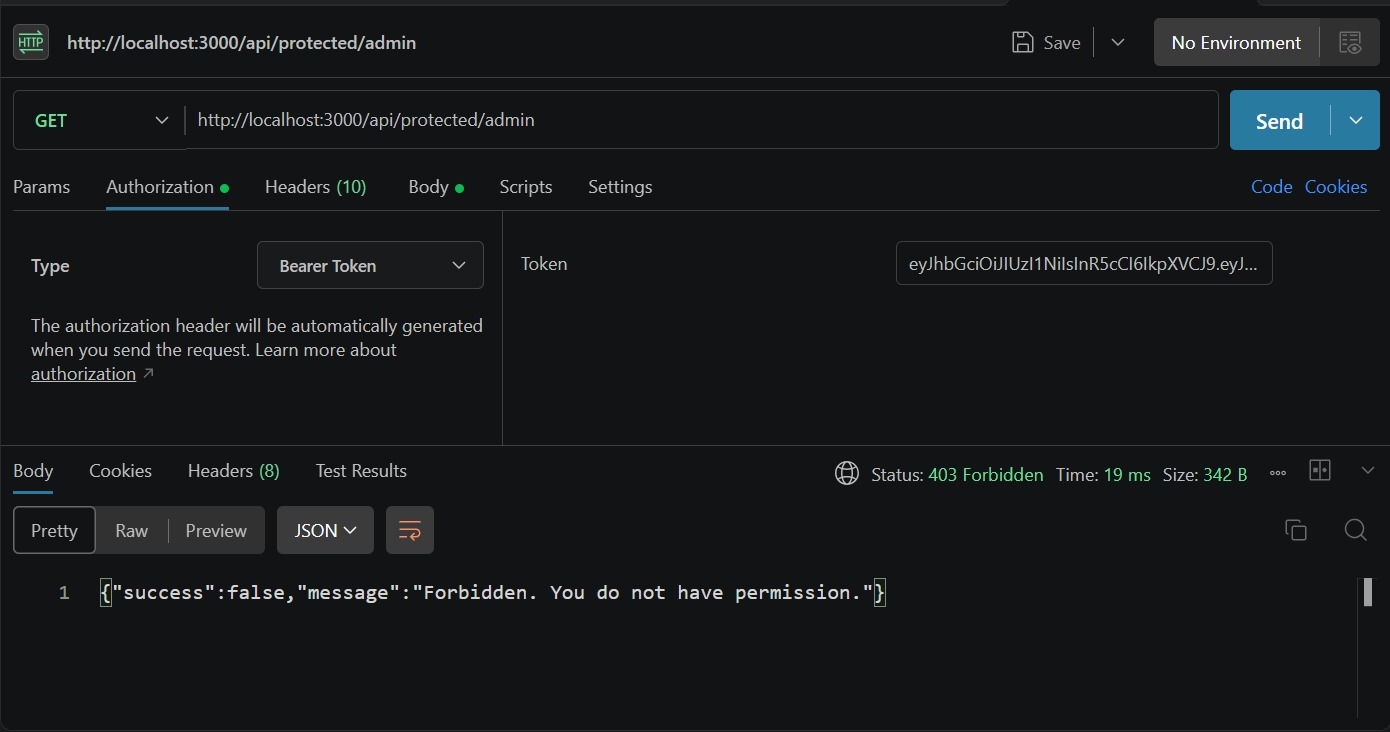 HTTP http://localhost:3000/api/protected/admin Save No Environment
GET http://localhost:3000/api/protected/admin Send
Params Authorization Headers (10) Body Scripts Settings Code Cookies
Type Bearer Token Token eyJhbGciOiJIUzI1NiIsInR5cCI6IkpXVCJ9.eyJ...
The authorization header will be automatically generated
when you send the request. Learn more about
authorization ↗
Body Cookies Headers (8) Test Results Status: 403 Forbidden Time: 19 ms Size: 342 B
Pretty Raw Preview JSON
1 {"success":false,"message":"Forbidden. You do not have permission."}